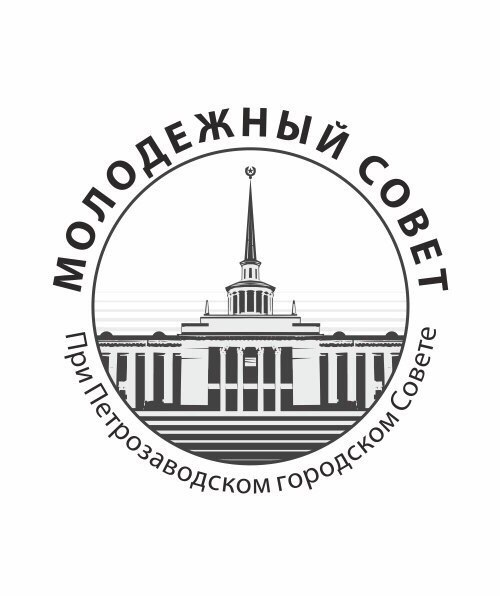 МОЛОДЕЖНЫЙ СОВЕТ
При Петрозаводском городском Совете